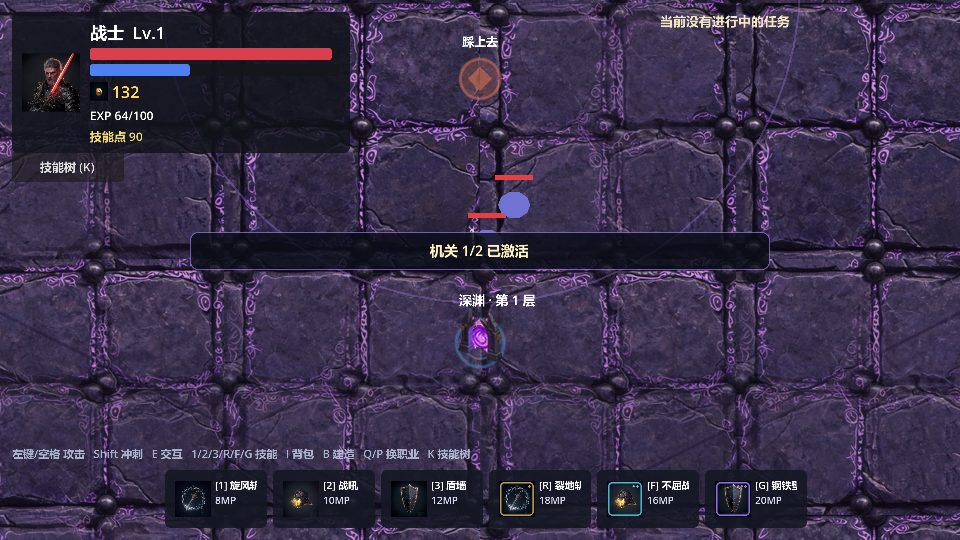 战士 Lv.1
132
EXP 64/100
技能点 90
技能树 (K)
当前没有进行中的任务
踩上去
机关 1/2 已激活
深渊 · 第 1 层
左键/空格 攻击 Shift 冲刺 E 交互 1/2/3/R/F/G 技能 I 背包 B 建造 Q/P 换职业 K 技能树
[1] 旋风斩
8MP
[2] 战吼
10MP
[3] 盾墙
12MP
[R] 裂地斩
18MP
[F] 不屈战
16MP
[G] 钢铁
20MP